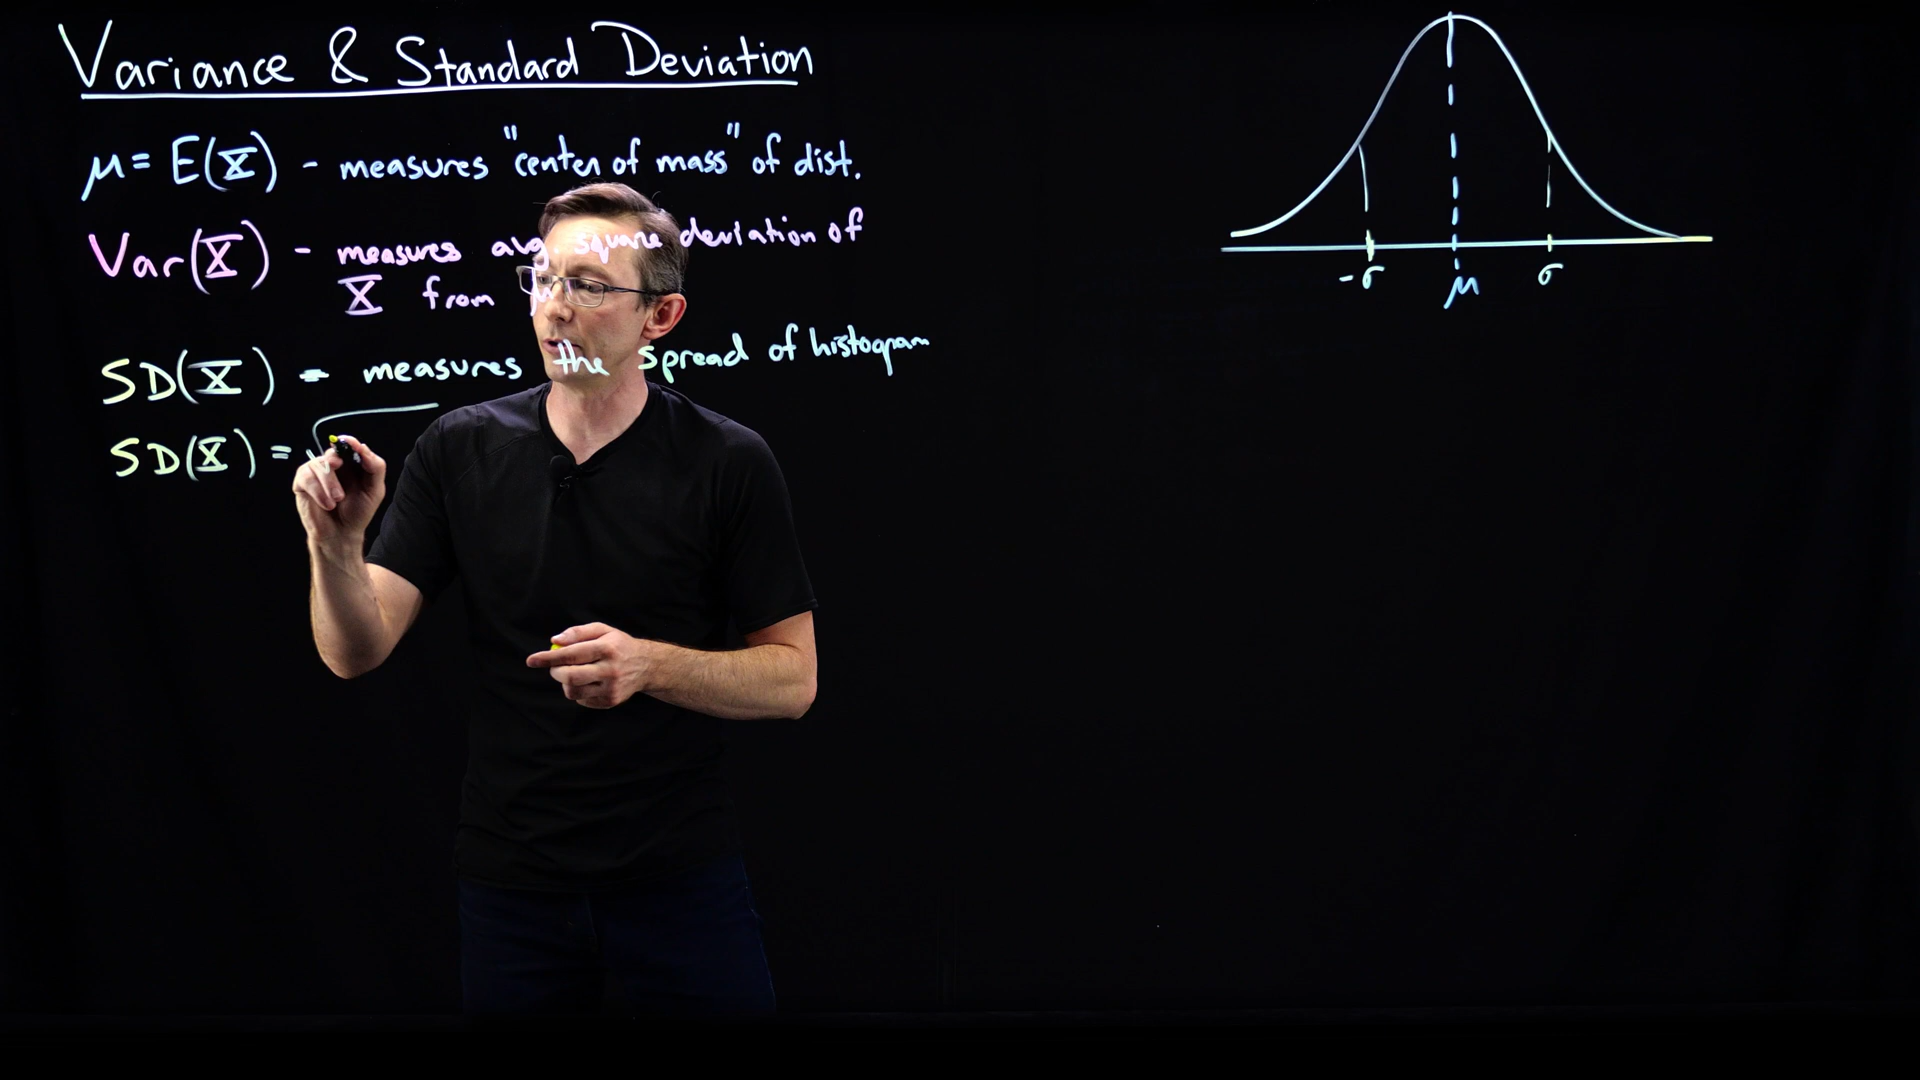 Variance & Standard Deviation
μ = E(X) - measures "center of mass" of dist.
Var(X) - measures avg. square deviation of
X from μ
SD(X) - measures the spread of histogram
SD(X) = √
-σ μ σ